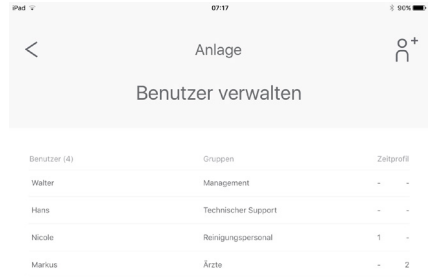 iPad 07:17 90%
Anlage
Benutzer verwalten
Benutzer (4) Gruppen Zeitprofil
Walter Management - -
Hans Technischer Support - -
Nicole Reinigungspersonal 1 -
Markus Ärzte - 2